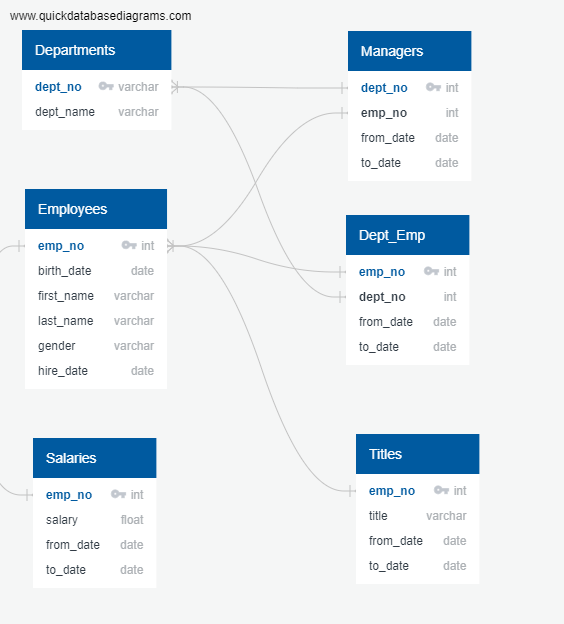 www.quickdatabasediagrams.com
Departments
dept_no varchar
dept_name varchar
Managers
dept_no int
emp_no int
from_date date
to_date date
Employees
emp_no int
birth_date date
first_name varchar
last_name varchar
gender varchar
hire_date date
Dept_Emp
emp_no int
dept_no int
from_date date
to_date date
Salaries
emp_no int
salary float
from_date date
to_date date
Titles
emp_no int
title varchar
from_date date
to_date date